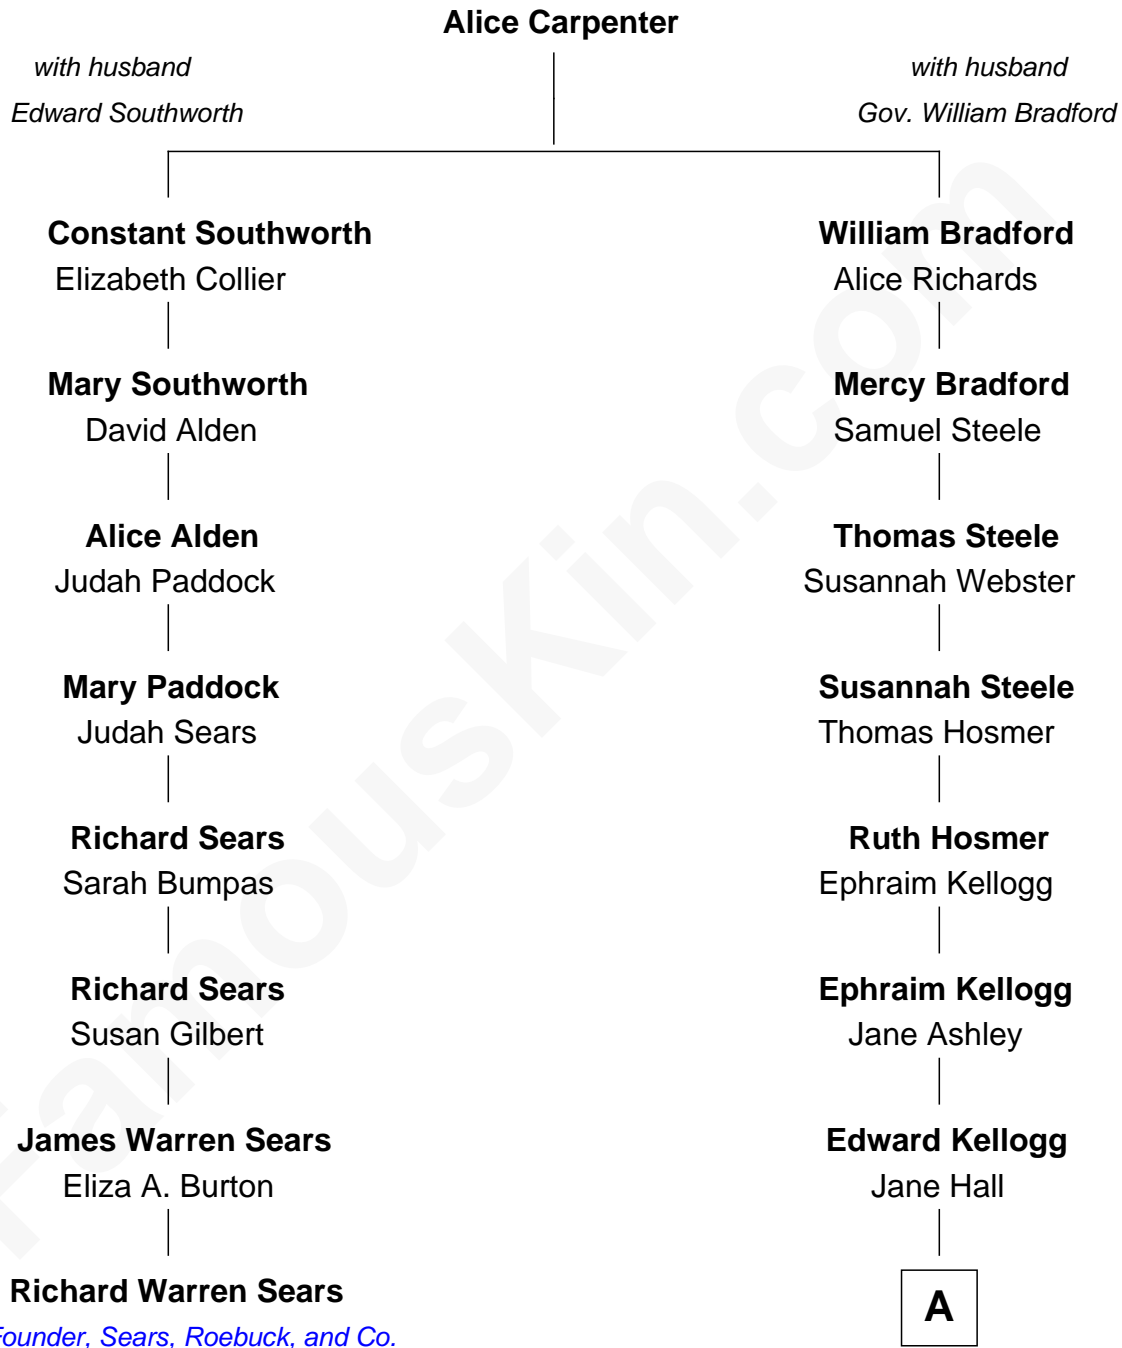 Alice Carpenter
with husband
Edward Southworth
with husband
Gov. William Bradford
Constant Southworth
Elizabeth Collier
William Bradford
Alice Richards
Mary Southworth
David Alden
Mercy Bradford
Samuel Steele
Alice Alden
Judah Paddock
Thomas Steele
Susannah Webster
Mary Paddock
Judah Sears
Susannah Steele
Thomas Hosmer
Richard Sears
Sarah Bumpas
Ruth Hosmer
Ephraim Kellogg
Richard Sears
Susan Gilbert
Ephraim Kellogg
Jane Ashley
James Warren Sears
Eliza A. Burton
Edward Kellogg
Jane Hall
Richard Warren Sears
Founder, Sears, Roebuck, and Co.
A
FamousKin.com